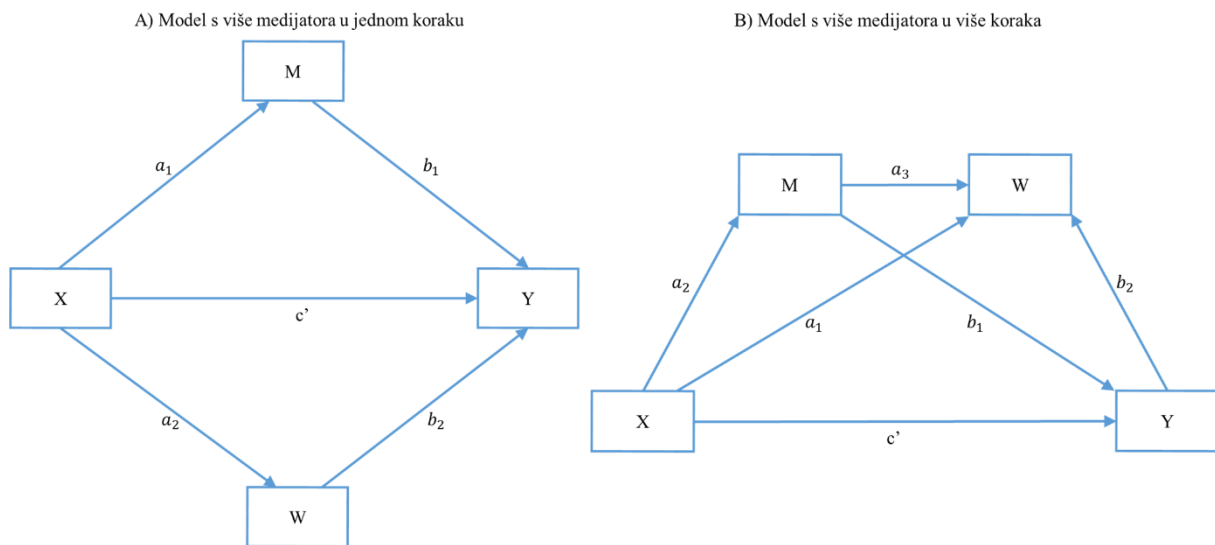 A) Model s više medijatora u jednom koraku
M
a₁
b₁
X
Y
c’
a₂
b₂
W
B) Model s više medijatora u više koraka
M
a₃
W
a₂
a₁
b₁
b₂
X
Y
c’